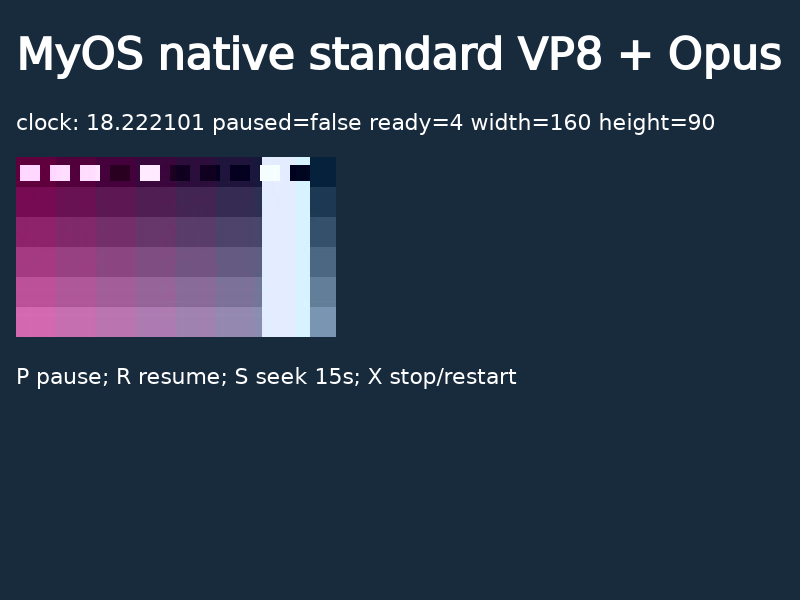 MyOS native standard VP8 + Opus
clock: 18.222101 paused=false ready=4 width=160 height=90
P pause; R resume; S seek 15s; X stop/restart